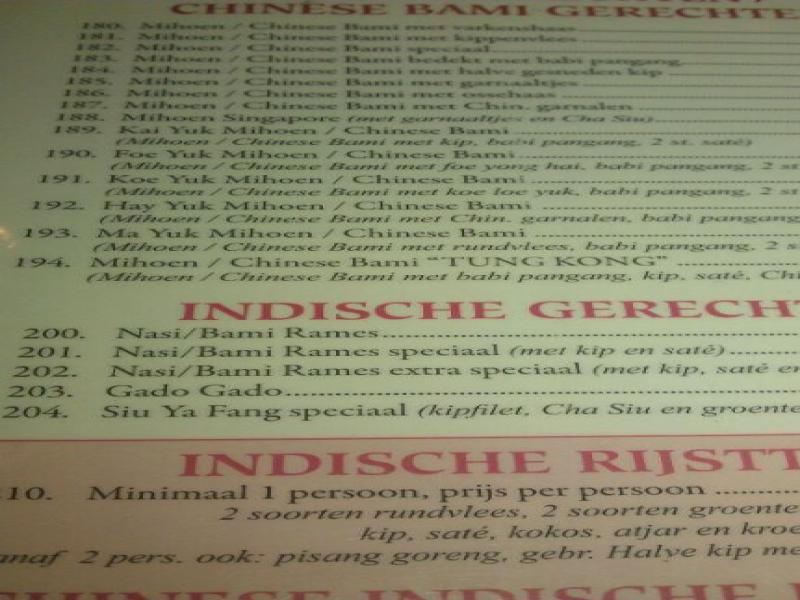 CHINESE BAMI GERECHTE
180. Mihoen / Chinese Bami met varkenshaas
181. Mihoen / Chinese Bami met kippenvlees
182. Mihoen / Chinese Bami speciaal
183. Mihoen / Chinese Bami bedekt met babi pangang
184. Mihoen / Chinese Bami met halve gesneden kip
185. Mihoen / Chinese Bami met garnaaltjes
186. Mihoen / Chinese Bami met ossehaas
187. Mihoen / Chinese Bami met Chin. garnalen
188. Mihoen Singapore (met garnaaltjes en Cha Siu)
189. Kai Yuk Mihoen / Chinese Bami
(Mihoen / Chinese Bami met kip, babi pangang, 2 st. saté)
190. Foe Yuk Mihoen / Chinese Bami
(Mihoen / Chinese Bami met foe yong hai, babi pangang, 2 st
191. Koe Yuk Mihoen / Chinese Bami
(Mihoen / Chinese Bami met koe loe yuk, babi pangang, 2 st
192. Hay Yuk Mihoen / Chinese Bami
(Mihoen / Chinese Bami met Chin. garnalen, babi pangang
193. Ma Yuk Mihoen / Chinese Bami
(Mihoen / Chinese Bami met rundvlees, babi pangang, 2 s
194. Mihoen / Chinese Bami "TUNG KONG"
(Mihoen / Chinese Bami met babi pangang, kip, saté, Ch
INDISCHE GERECHT
200. Nasi/Bami Rames
201. Nasi/Bami Rames speciaal (met kip en saté)
202. Nasi/Bami Rames extra speciaal (met kip, saté en
203. Gado Gado
204. Siu Ya Fang speciaal (kipfilet, Cha Siu en groente
INDISCHE RIJSTT
10. Minimaal 1 persoon, prijs per persoon
2 soorten rundvlees, 2 soorten groente
kip, saté, kokos, atjar en kroe
anaf 2 pers. ook: pisang goreng, gebr. Halve kip me
CHINESE INDISCHE